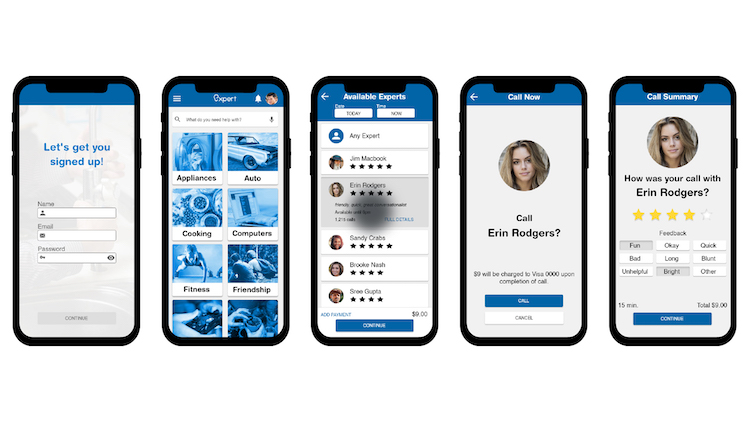 Let's get you
signed up!
Name
Email
Password
CONTINUE
Expert
What do you need help with?
Appliances
Auto
Cooking
Computers
Fitness
Friendship
Available Experts
Date
Time
TODAY
NOW
Any Expert
Jim Macbook
Erin Rodgers
Available
1,215 calls
FULL DETAILS
Sandy Crabs
Brooke Nash
Sree Gupta
ADD PAYMENT
$9.00
CONTINUE
Call Now
Call
Erin Rodgers?
$9 will be charged to Visa 0000 upon
completion of call.
CALL
CANCEL
Call Summary
How was your call with
Erin Rodgers?
Feedback
Fun
Okay
Quick
Bad
Long
Blunt
Unhelpful
Bright
Other
15 min.
Total $9.00
CONTINUE